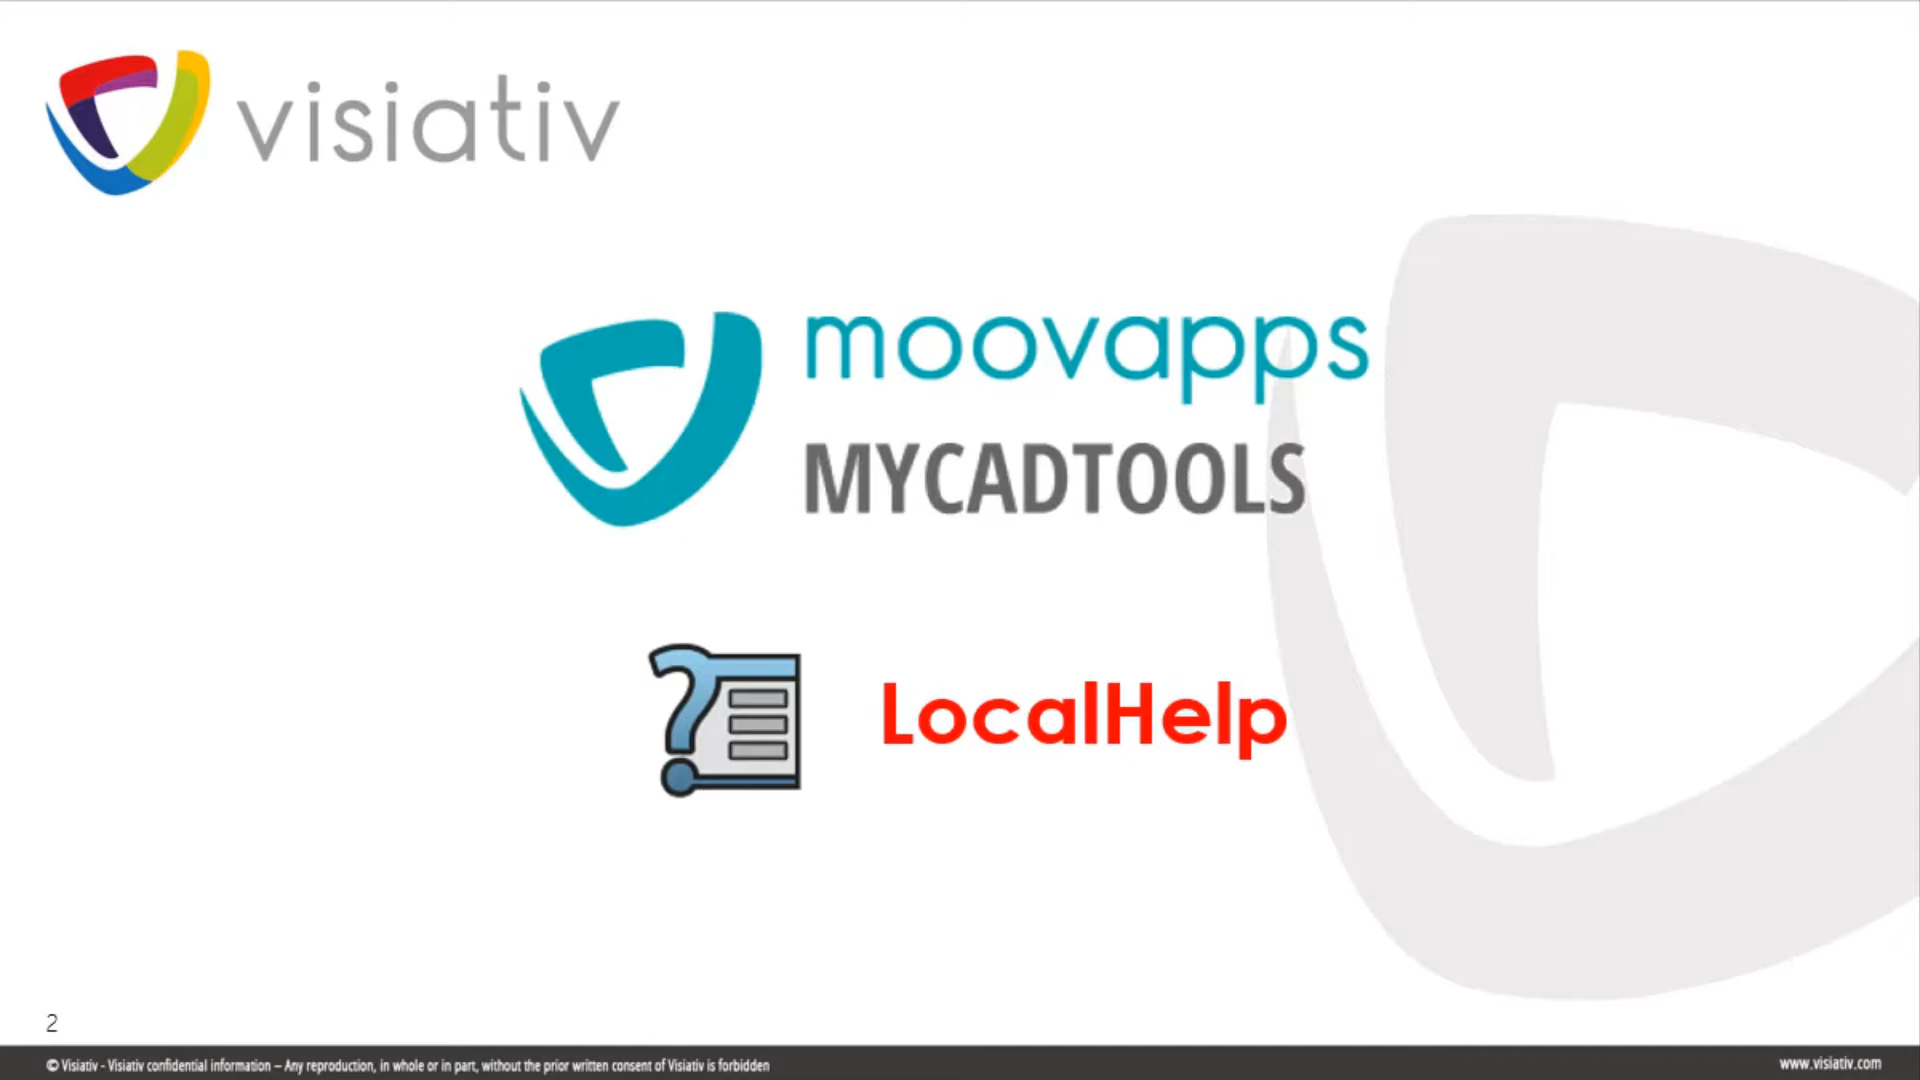 visiativ
moovapps
MYCADTOOLS
LocalHelp
2
© Visiativ - Visiativ confidential information – Any reproduction, in whole or in part, without the prior written consent of Visiativ is forbidden
www.visiativ.com